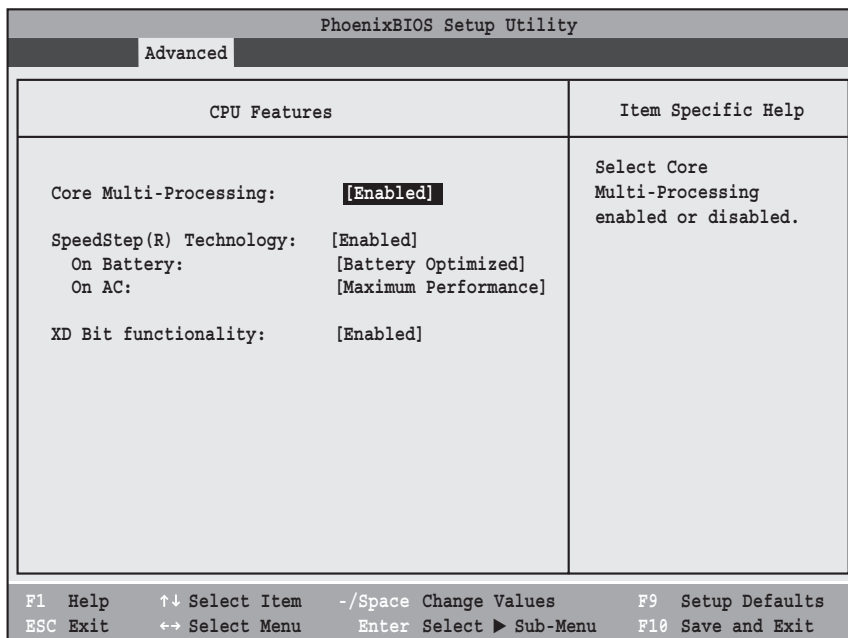 PhoenixBIOS Setup Utility
Advanced
CPU Features
Item Specific Help
Core Multi-Processing: [Enabled]
SpeedStep(R) Technology: [Enabled]
On Battery: [Battery Optimized]
On AC: [Maximum Performance]
XD Bit functionality: [Enabled]
Select Core
Multi-Processing
enabled or disabled.
F1 Help ↑↓ Select Item -/Space Change Values F9 Setup Defaults
ESC Exit ←→ Select Menu Enter Select ▶ Sub-Menu F10 Save and Exit